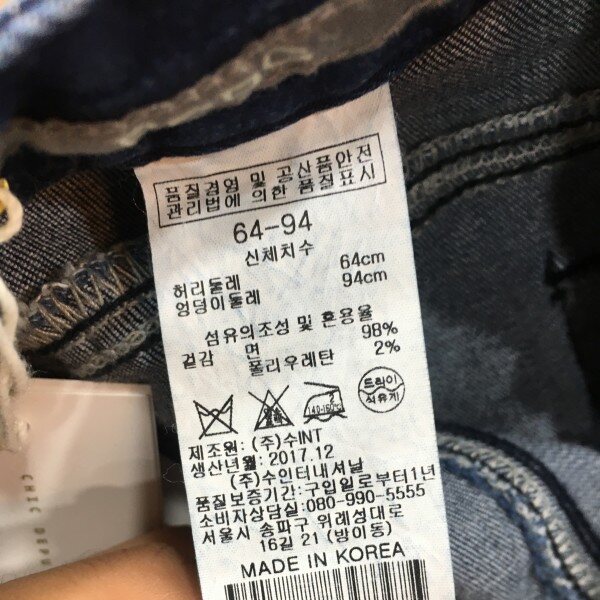 품질경영 및 공산품안전
관리법에 의한 품질표시
64-94
신체치수
허리둘레 64cm
엉덩이둘레 94cm
섬유의조성 및 혼용율
겉감 면 98%
폴리우레탄 2%
140-160℃
드라이
석유계
제조원: (주)수INT
생산년월: 2017.12
(주)수인터내셔날
품질보증기간: 구입일로부터1년
소비자상담실: 080-990-5555
서울시 송파구 위례성대로
16길 21 (방이동)
MADE IN KOREA
CHIC DEPU